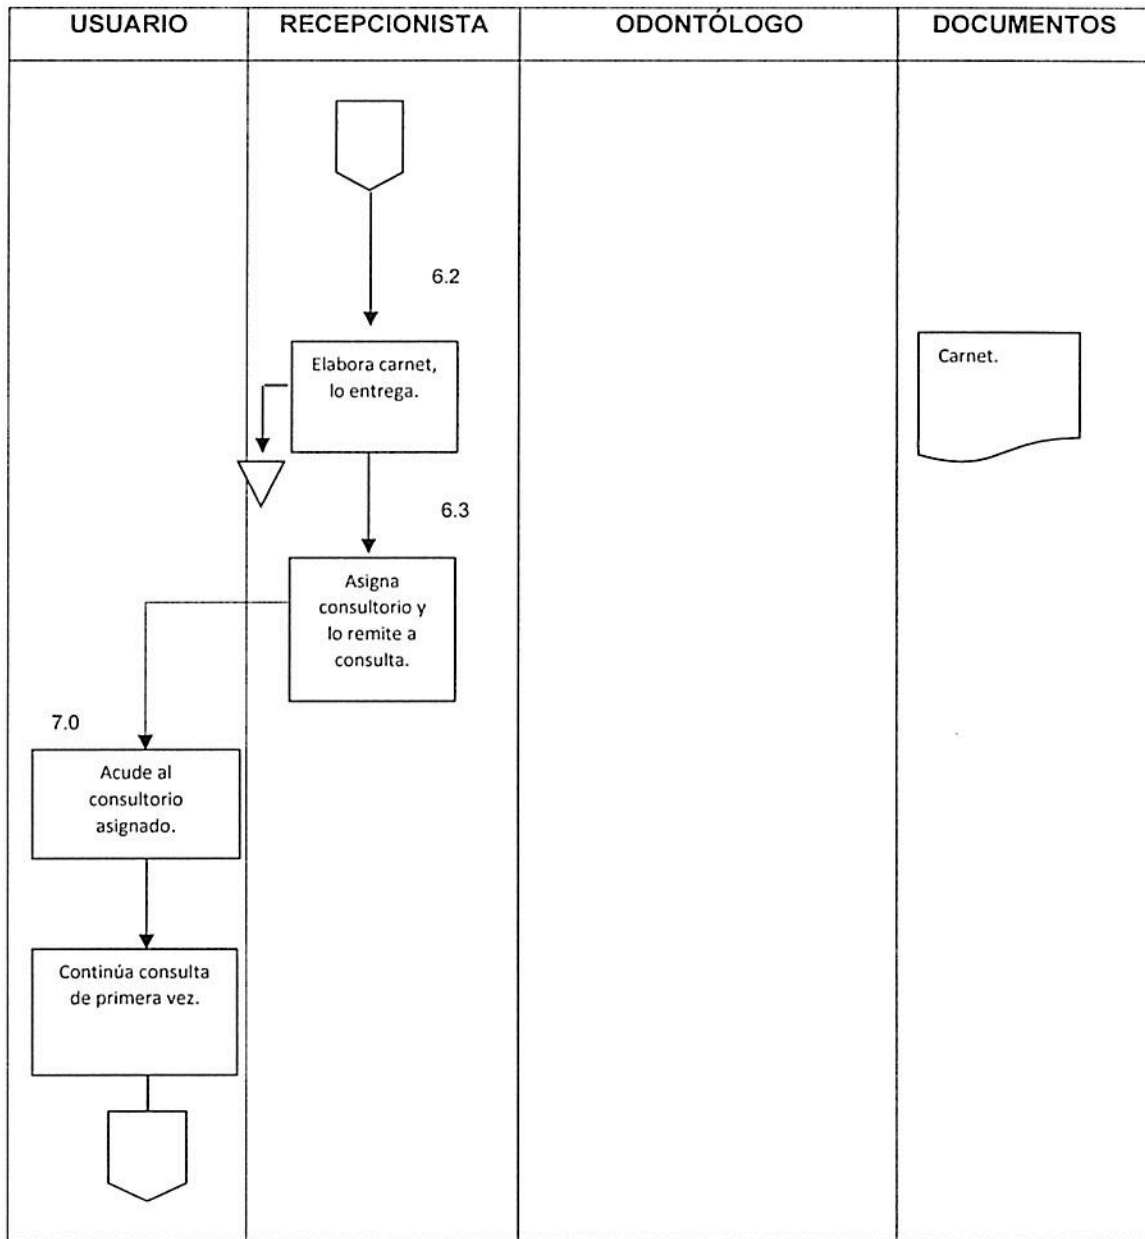 USUARIO
RECEPCIONISTA
ODONTÓLOGO
DOCUMENTOS
6.2
Elabora carnet,
lo entrega.
Carnet.
6.3
Asigna
consultorio y
lo remite a
consulta.
7.0
Acude al
consultorio
asignado.
Continúa consulta
de primera vez.